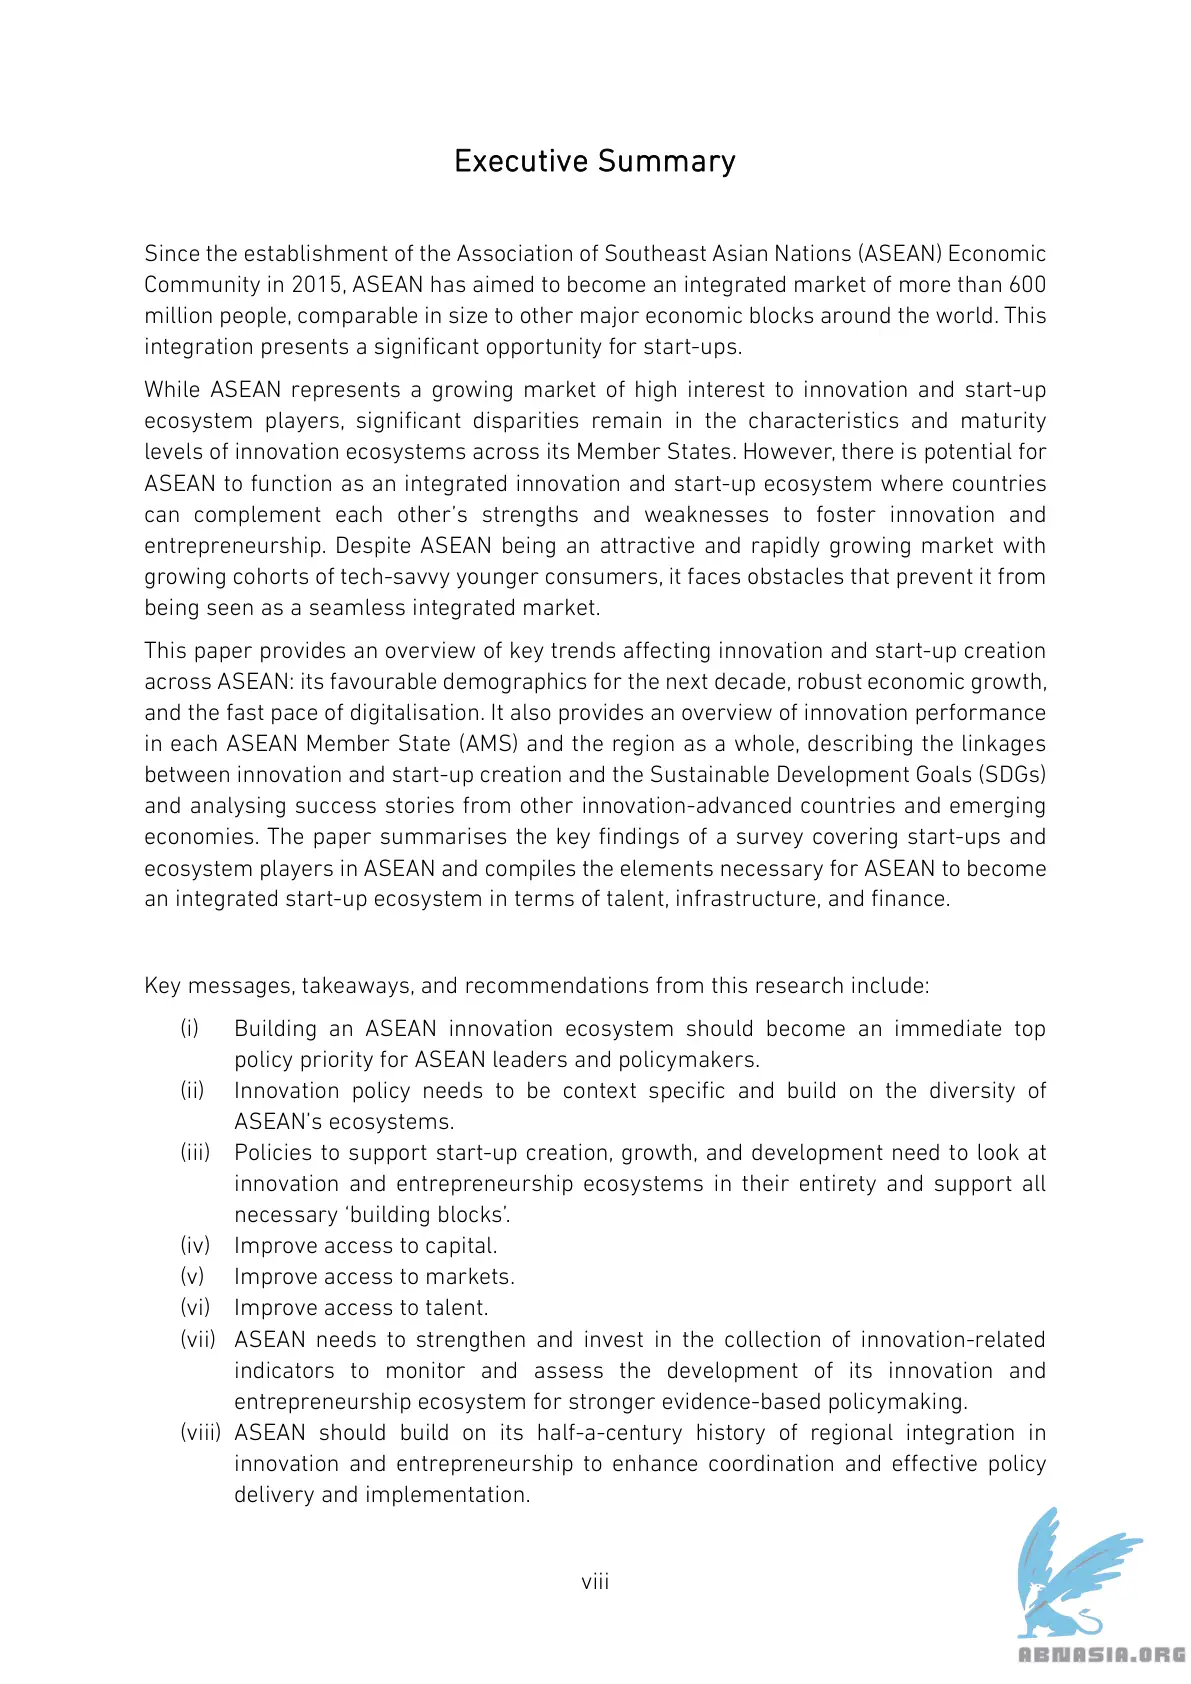 Executive Summary
Since the establishment of the Association of Southeast Asian Nations (ASEAN) Economic
Community in 2015, ASEAN has aimed to become an integrated market of more than 600
million people, comparable in size to other major economic blocks around the world. This
integration presents a significant opportunity for start-ups.
While ASEAN represents a growing market of high interest to innovation and start-up
ecosystem players, significant disparities remain in the characteristics and maturity
levels of innovation ecosystems across its Member States. However, there is potential for
ASEAN to function as an integrated innovation and start-up ecosystem where countries
can complement each other’s strengths and weaknesses to foster innovation and
entrepreneurship. Despite ASEAN being an attractive and rapidly growing market with
growing cohorts of tech-savvy younger consumers, it faces obstacles that prevent it from
being seen as a seamless integrated market.
This paper provides an overview of key trends affecting innovation and start-up creation
across ASEAN: its favourable demographics for the next decade, robust economic growth,
and the fast pace of digitalisation. It also provides an overview of innovation performance
in each ASEAN Member State (AMS) and the region as a whole, describing the linkages
between innovation and start-up creation and the Sustainable Development Goals (SDGs)
and analysing success stories from other innovation-advanced countries and emerging
economies. The paper summarises the key findings of a survey covering start-ups and
ecosystem players in ASEAN and compiles the elements necessary for ASEAN to become
an integrated start-up ecosystem in terms of talent, infrastructure, and finance.
Key messages, takeaways, and recommendations from this research include:
(i) Building an ASEAN innovation ecosystem should become an immediate top
policy priority for ASEAN leaders and policymakers.
(ii) Innovation policy needs to be context specific and build on the diversity of
ASEAN’s ecosystems.
(iii) Policies to support start-up creation, growth, and development need to look at
innovation and entrepreneurship ecosystems in their entirety and support all
necessary ‘building blocks’.
(iv) Improve access to capital.
(v) Improve access to markets.
(vi) Improve access to talent.
(vii) ASEAN needs to strengthen and invest in the collection of innovation-related
indicators to monitor and assess the development of its innovation and
entrepreneurship ecosystem for stronger evidence-based policymaking.
(viii) ASEAN should build on its half-a-century history of regional integration in
innovation and entrepreneurship to enhance coordination and effective policy
delivery and implementation.
viii
ABNASIA.ORG